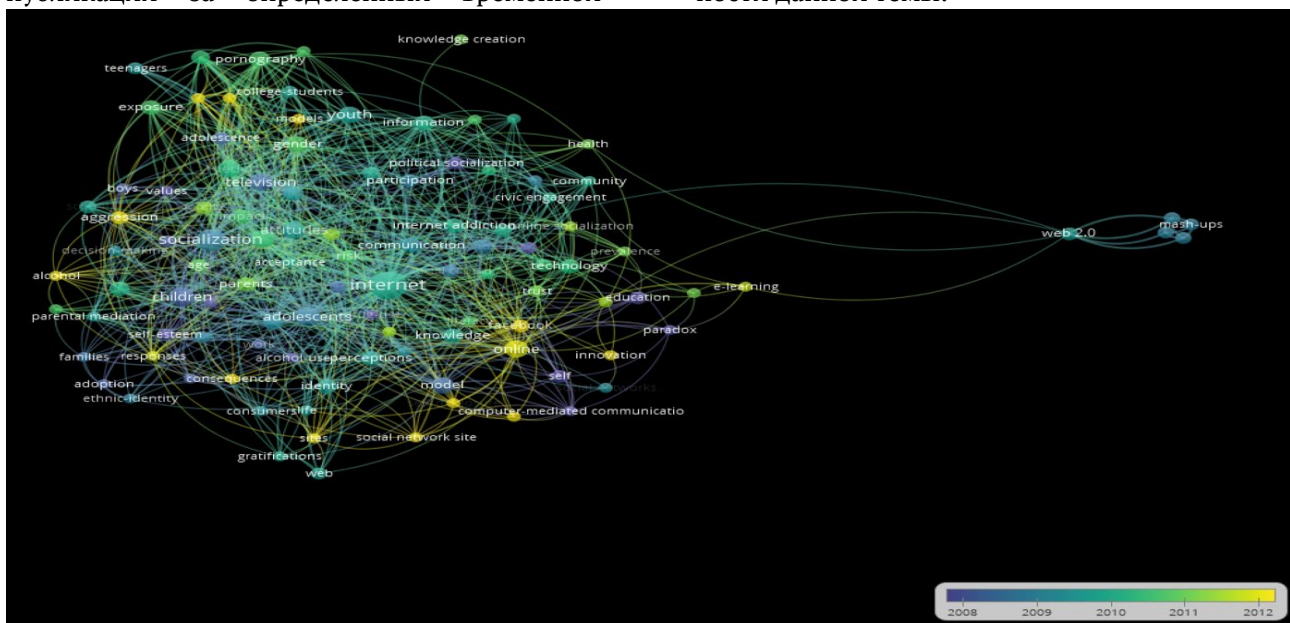 knowledge creation
pornography
teenagers
college-students
exposure
models
youth
information
adolescence
gender
health
political socialization
television
participation
community
boys
values
civic engagement
aggression
impact
attitudes
internet addiction
socialization
communication
web 2.0
mash-ups
decision-making
prevalence
age
acceptance
risk
technology
alcohol
parents
internet
trust
e-learning
children
education
parental mediation
adolescents
facebook
paradox
self-esteem
knowledge
work
online
families
responses
alcohol use
perceptions
innovation
adoption
consequences
identity
model
self
ethnic-identity
consumers
life
computer-mediated communicatio
sites
social network site
gratifications
web
2008 2009 2010 2011 2012